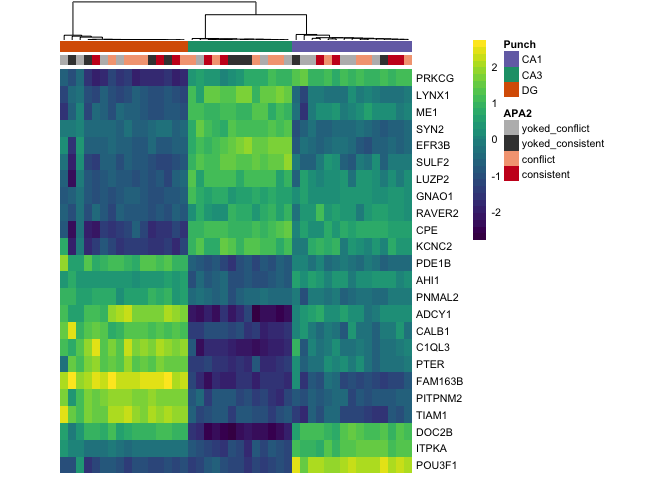 PRKCG
LYNX1
ME1
SYN2
EFR3B
SULF2
LUZP2
GNAO1
RAVER2
CPE
KCNC2
PDE1B
AHI1
PNMAL2
ADCY1
CALB1
C1QL3
PTER
FAM163B
PITPNM2
TIAM1
DOC2B
ITPKA
POU3F1
2
1
0
-1
-2
Punch
CA1
CA3
DG
APA2
yoked_conflict
yoked_consistent
conflict
consistent